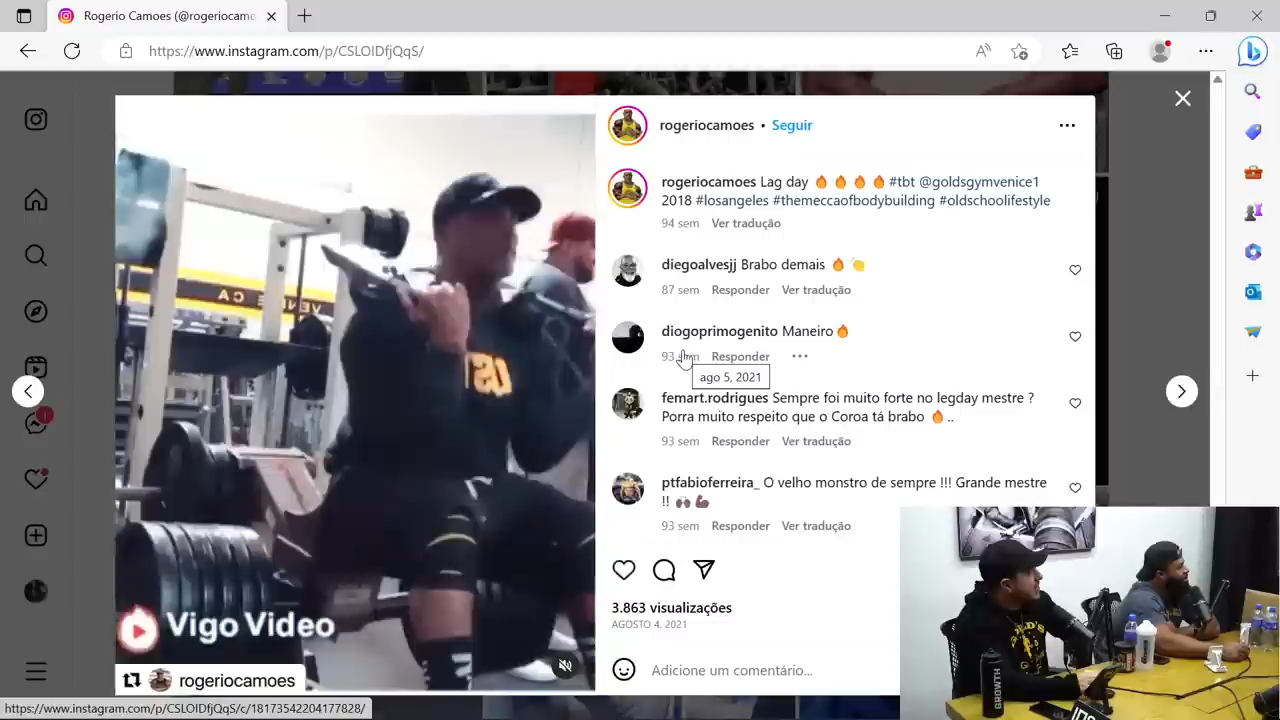 Rogerio Camoes (@rogeriocamo
https://www.instagram.com/p/CSLOIDfjQqS/
rogeriocamoes • Seguir
rogeriocamoes Lag day 🔥 🔥 🔥 🔥 #tbt @goldsgymvenice1
2018 #losangeles #themeccaofbodybuilding #oldschoolifestyle
94 sem Ver tradução
diegoalvesjj Brabo demais 🔥 👏
87 sem Responder Ver tradução
diogoprimogenito Maneiro🔥
93 Responder
ago 5, 2021
femart.rodrigues Sempre foi muito forte no legday mestre ?
Porra muito respeito que o Coroa tá brabo 🔥 ..
93 sem Responder Ver tradução
ptfabioferreira_ O velho monstro de sempre !!! Grande mestre
!! 🙌🏿 💪🏿
93 sem Responder Ver tradução
3.863 visualizações
AGOSTO 4, 2021
Adicione um comentário...
Vigo Video
rogeriocamoes
GROWTH
https://www.instagram.com/p/CSLOIDfjQqS/c/18173545204177828/